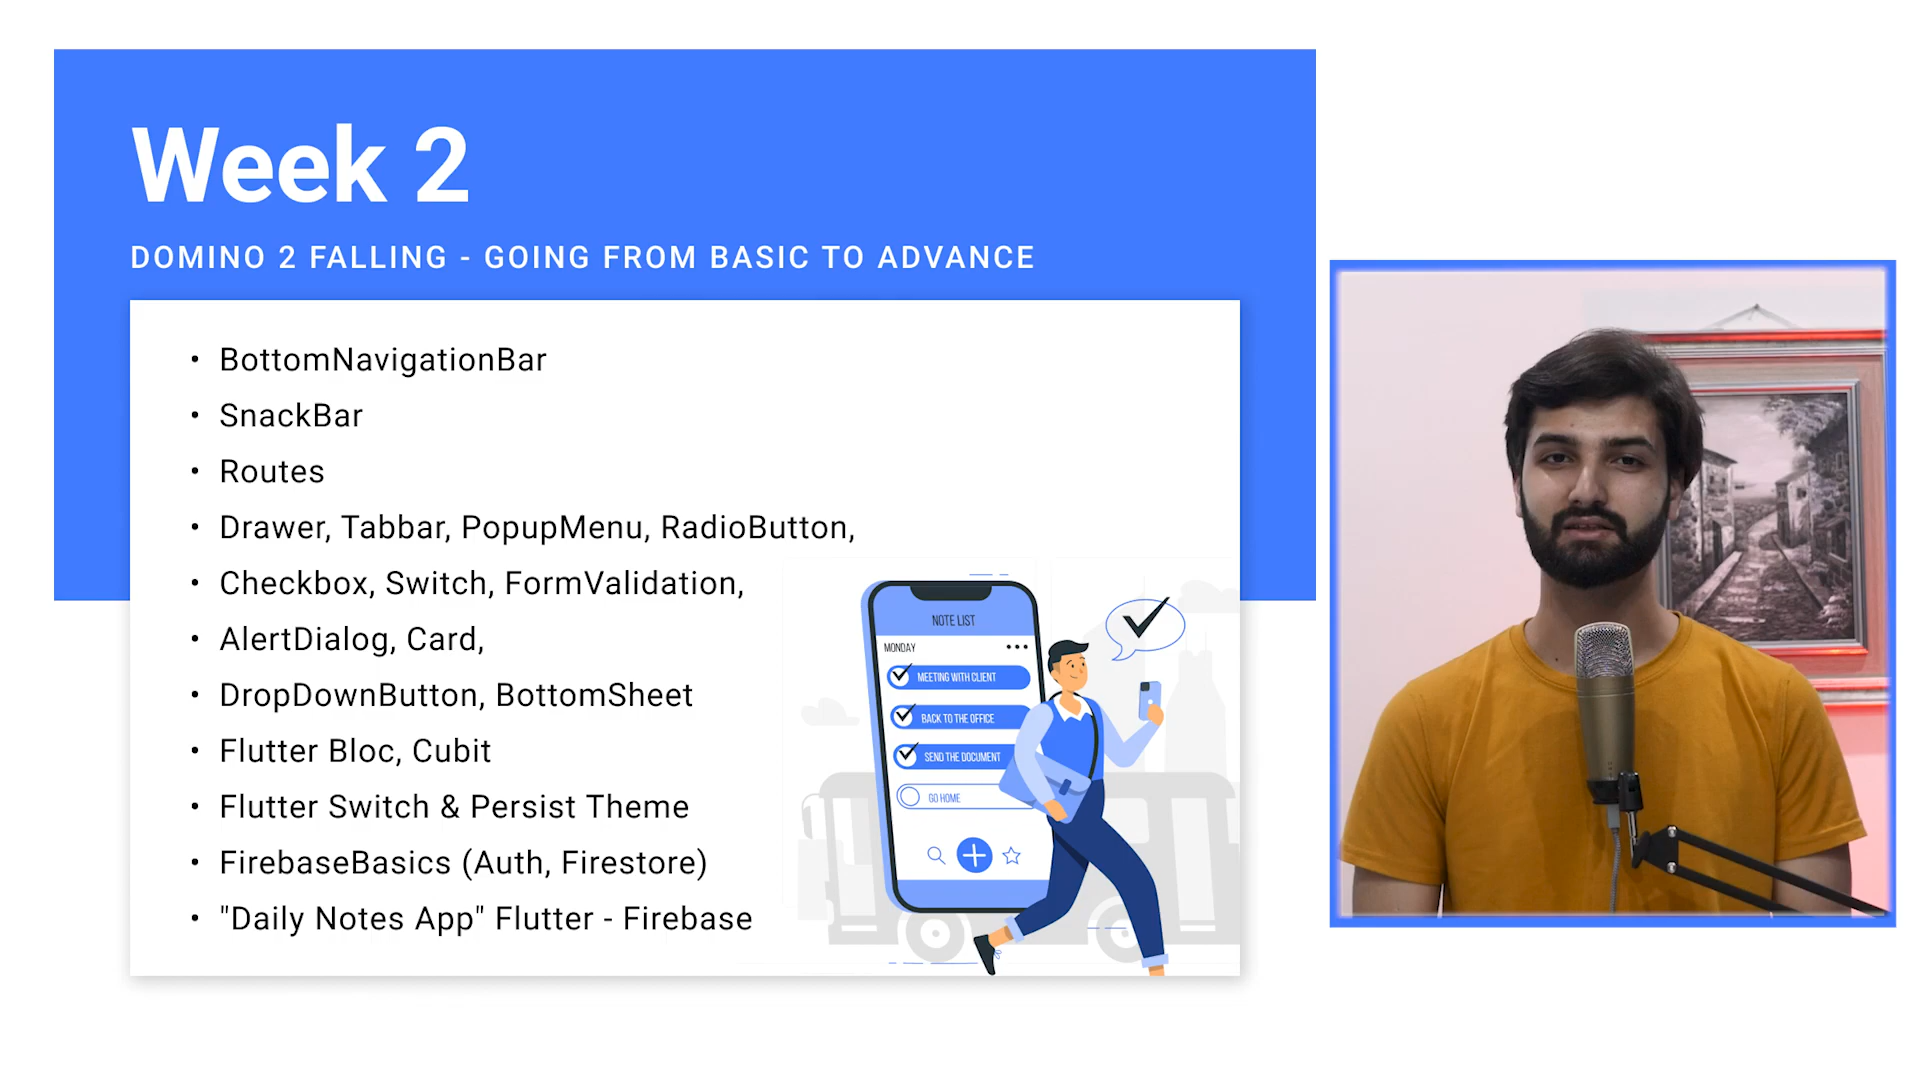 Week 2
DOMINO 2 FALLING - GOING FROM BASIC TO ADVANCE
• BottomNavigationBar
• SnackBar
• Routes
• Drawer, Tabbar, PopupMenu, RadioButton,
• Checkbox, Switch, FormValidation,
• AlertDialog, Card,
• DropDownButton, BottomSheet
• Flutter Bloc, Cubit
• Flutter Switch & Persist Theme
• FirebaseBasics (Auth, Firestore)
• "Daily Notes App" Flutter - Firebase
NOTE LIST
MONDAY
MEETING WITH CLIENT
BACK TO THE OFFICE
SEND THE DOCUMENT
GO HOME